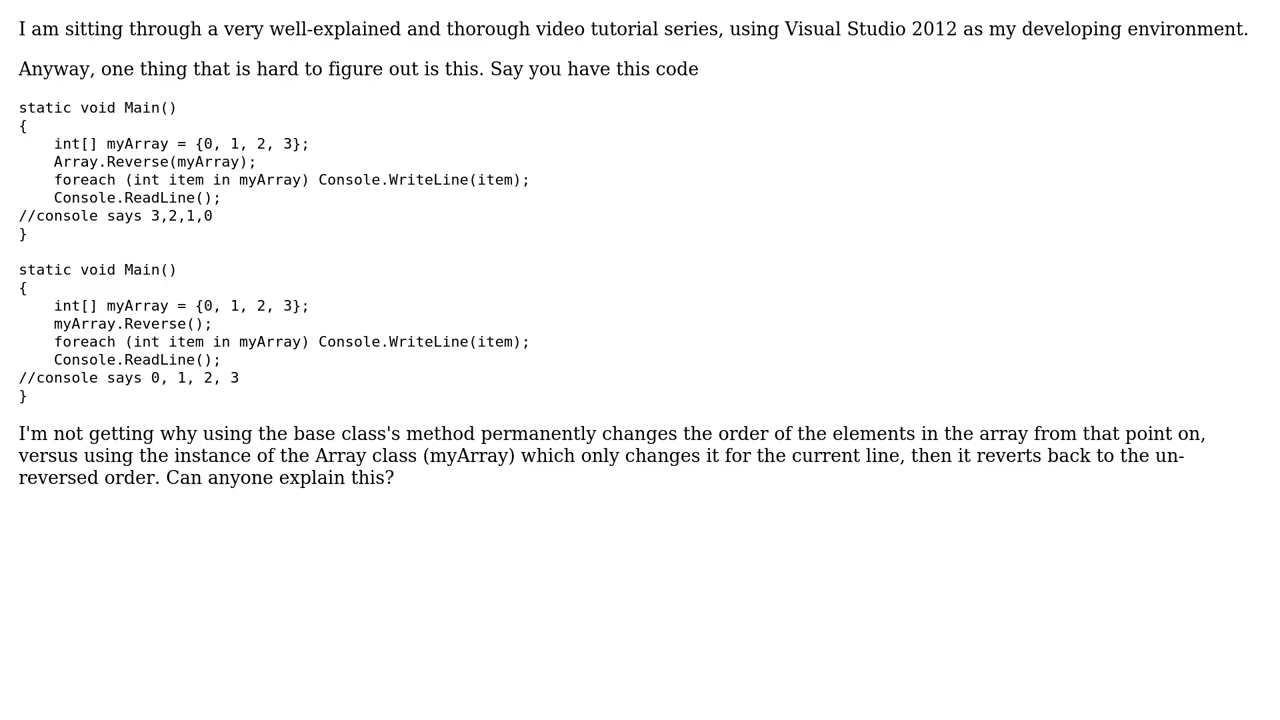 I am sitting through a very well-explained and thorough video tutorial series, using Visual Studio 2012 as my developing environment.
Anyway, one thing that is hard to figure out is this. Say you have this code
static void Main()
{
    int[] myArray = {0, 1, 2, 3};
    Array.Reverse(myArray);
    foreach (int item in myArray) Console.WriteLine(item);
    Console.ReadLine();
//console says 3,2,1,0
}

static void Main()
{
    int[] myArray = {0, 1, 2, 3};
    myArray.Reverse();
    foreach (int item in myArray) Console.WriteLine(item);
    Console.ReadLine();
//console says 0, 1, 2, 3
}
I'm not getting why using the base class's method permanently changes the order of the elements in the array from that point on,
versus using the instance of the Array class (myArray) which only changes it for the current line, then it reverts back to the un-
reversed order. Can anyone explain this?